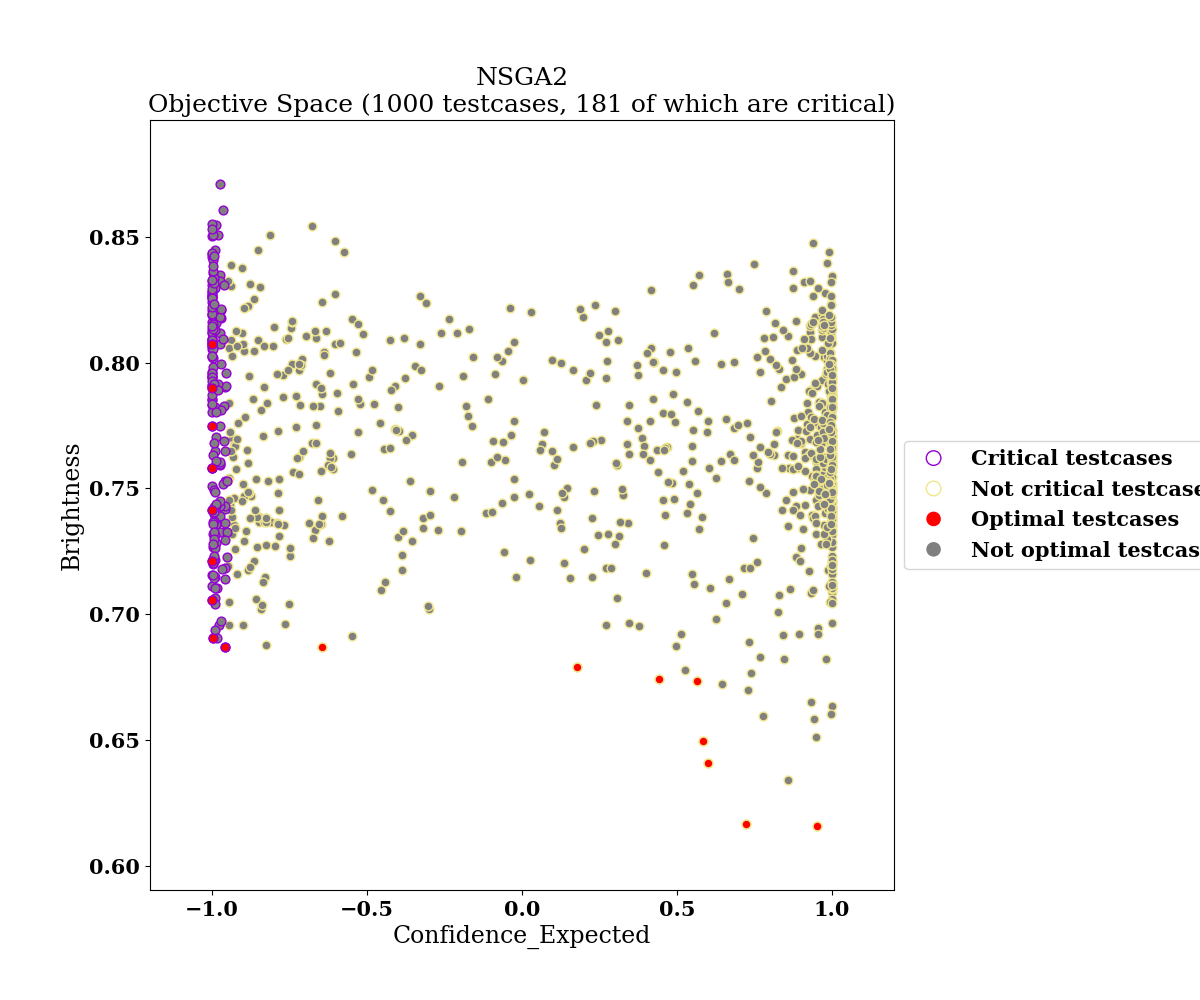 NSGA2
Objective Space (1000 testcases, 181 of which are critical)
0.85
0.80
0.75
0.70
0.65
0.60
Brightness
−1.0
−0.5
0.0
0.5
1.0
Confidence_Expected
Critical testcases
Not critical testcase
Optimal testcases
Not optimal testcas